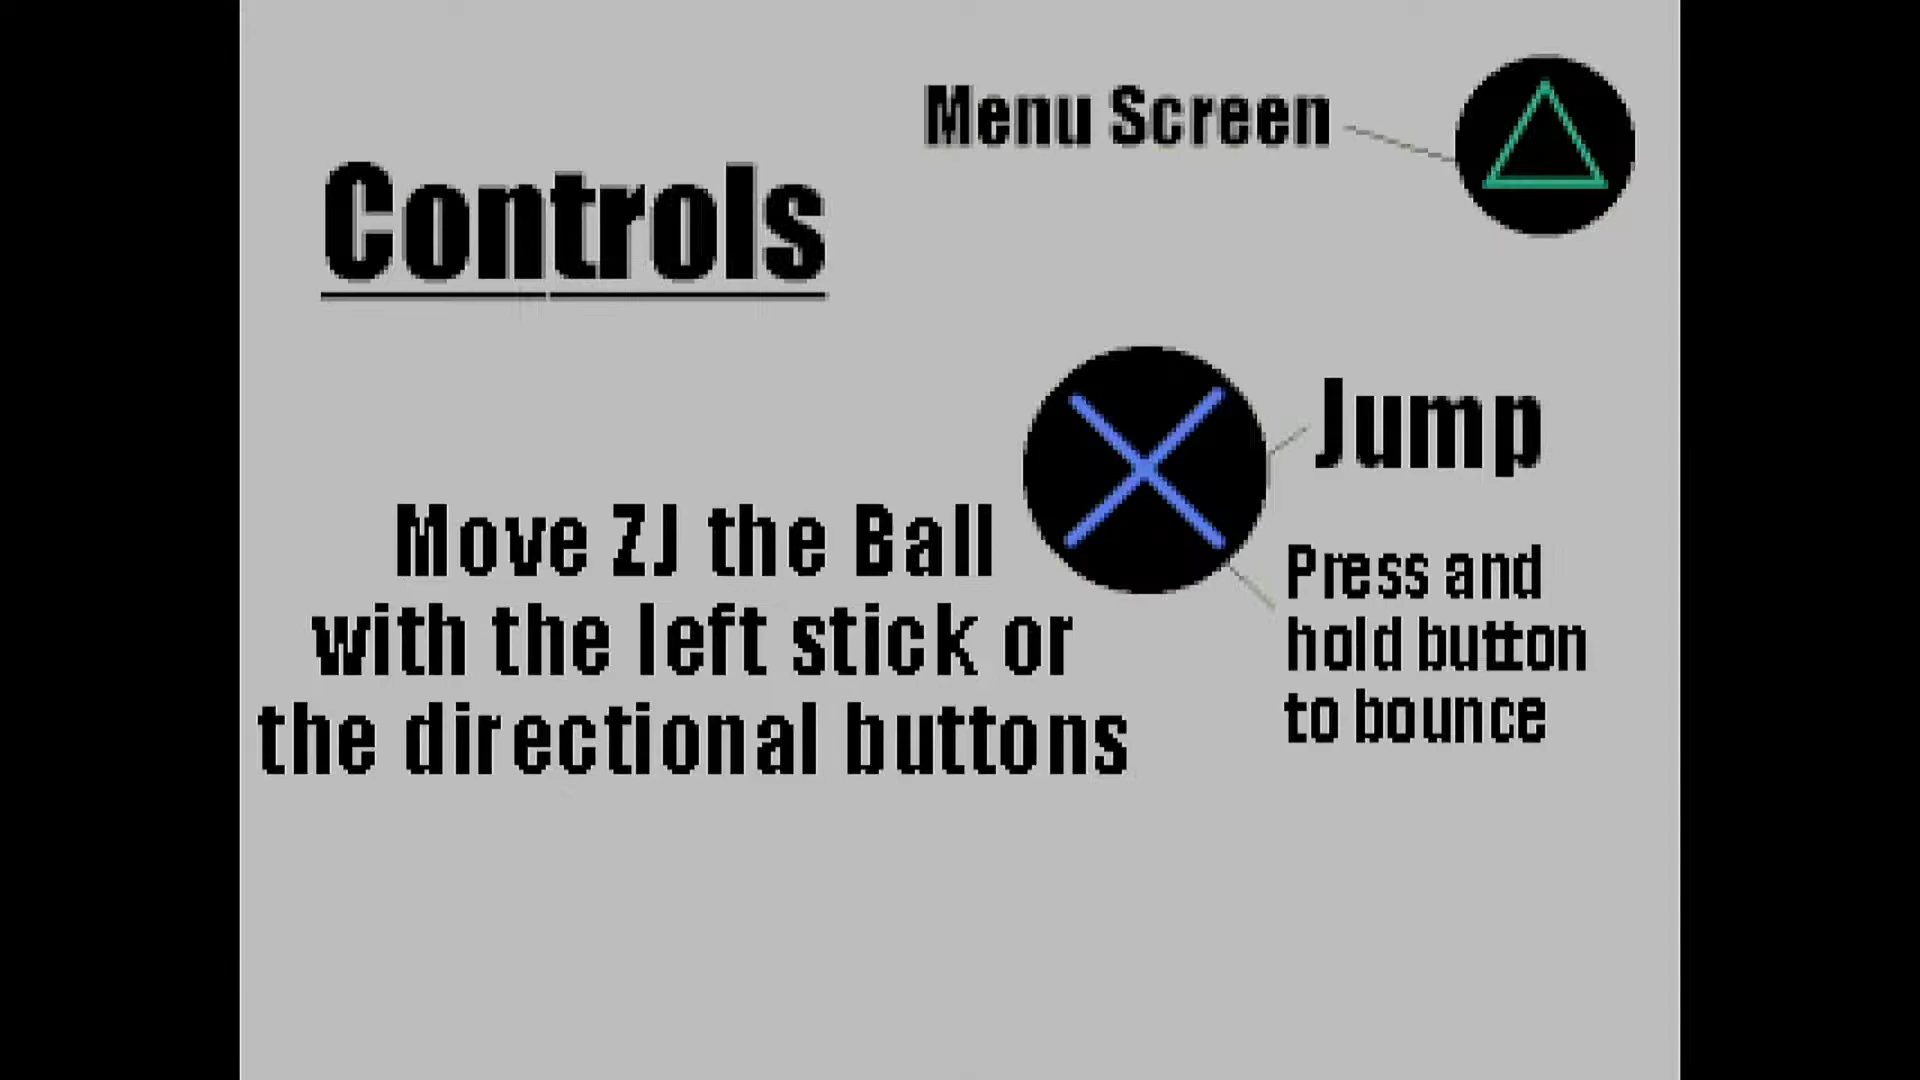 Menu Screen
Controls
Jump
Move ZJ the Ball
with the left stick or
the directional buttons
Press and
hold button
to bounce